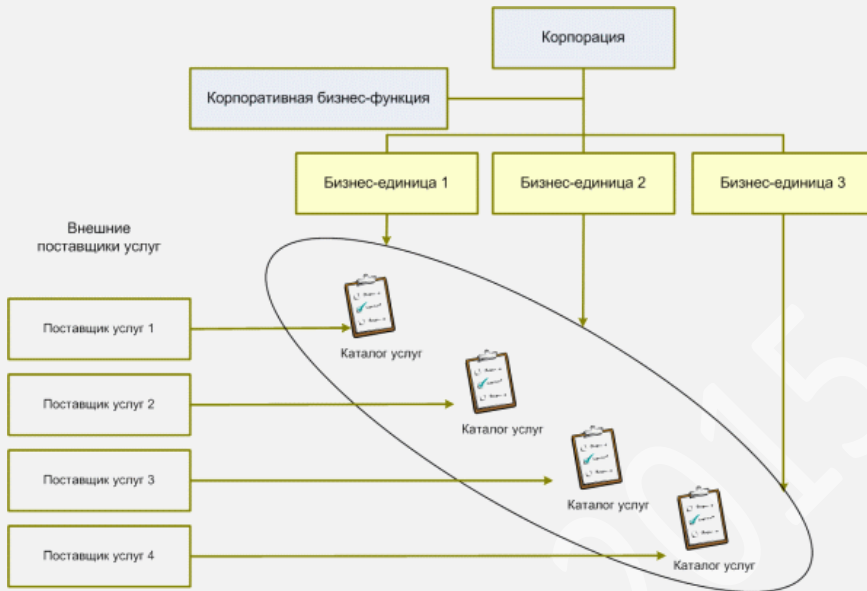 Корпорация
Корпоративная бизнес-функция
Бизнес-единица 1
Бизнес-единица 2
Бизнес-единица 3
Внешние
поставщики услуг
Поставщик услуг 1
Каталог услуг
Поставщик услуг 2
Каталог услуг
Поставщик услуг 3
Каталог услуг
Поставщик услуг 4
Каталог услуг
2015